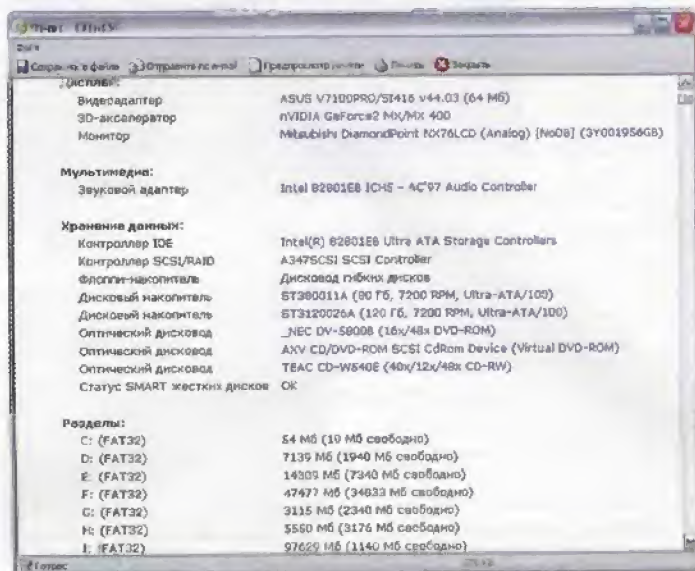 Файл
Сохранить в файл Отправить по e-mail Предпросмотр печати Печать Закрыть
Дисплей:
Видеоадаптер ASUS V7100PRO/SI416 v44.03 (64 Мб)
3D-акселератор nVIDIA GeForce2 MX/MX 400
Монитор Mitsubishi DiamondPoint NX76LCD (Analog) [NoDB] (3Y001956GB)
Мультимедиа:
Звуковой адаптер Intel 82801EB ICH5 - AC'97 Audio Controller
Хранение данных:
Контроллер IDE Intel(R) 82801EB Ultra ATA Storage Controllers
Контроллер SCSI/RAID A347SCSI SCSI Controller
Флоппи-накопитель Дисковод гибких дисков
Дисковый накопитель ST380011A (80 Гб, 7200 RPM, Ultra-ATA/100)
Дисковый накопитель ST3120026A (120 Гб, 7200 RPM, Ultra-ATA/100)
Оптический дисковод _NEC DV-5800B (16x/48x DVD-ROM)
Оптический дисковод AXV CD/DVD-ROM SCSI CdRom Device (Virtual DVD-ROM)
Оптический дисковод TEAC CD-W540E (40x/12x/48x CD-RW)
Статус SMART жестких дисков OK
Разделы:
C: (FAT32) 54 Мб (10 Мб свободно)
D: (FAT32) 7139 Мб (1940 Мб свободно)
E: (FAT32) 14309 Мб (7340 Мб свободно)
F: (FAT32) 47477 Мб (34833 Мб свободно)
G: (FAT32) 3115 Мб (2340 Мб свободно)
H: (FAT32) 5550 Мб (3176 Мб свободно)
I: (FAT32) 97629 Мб (1140 Мб свободно)
Готово